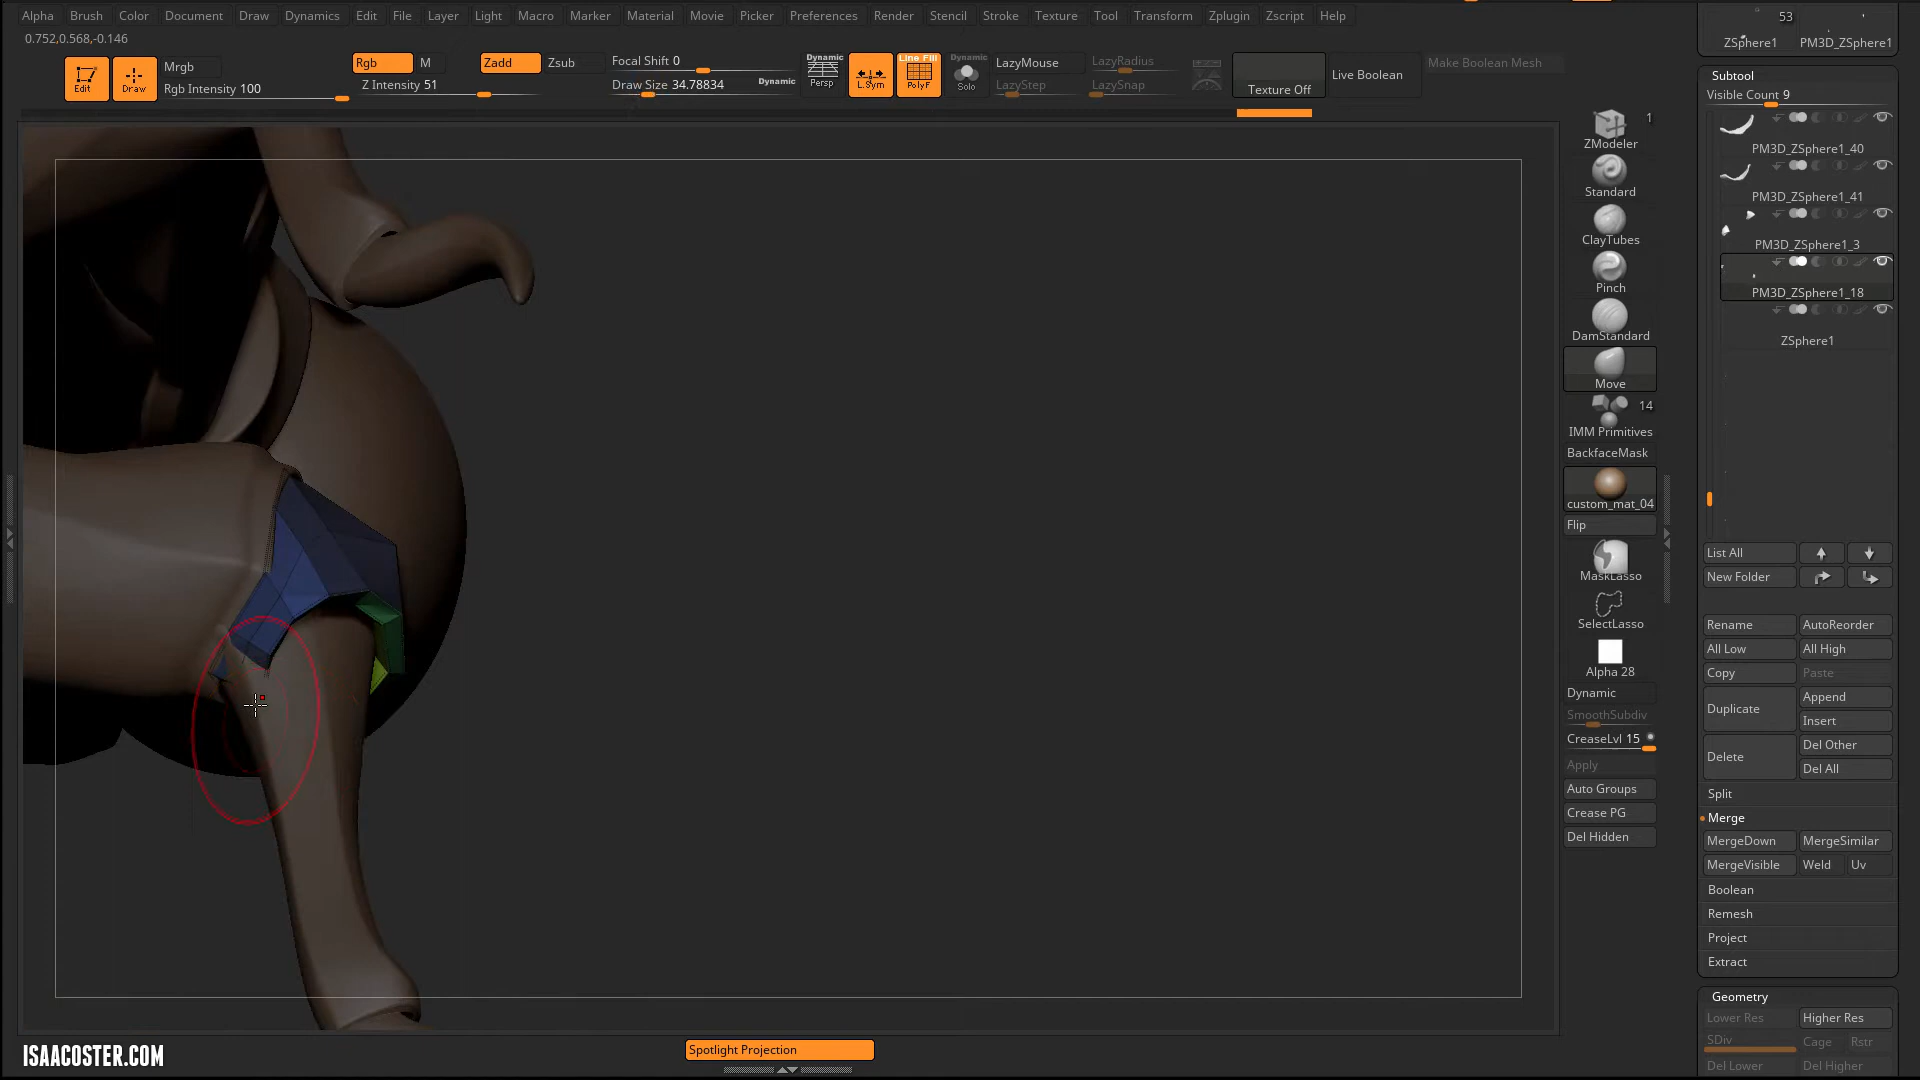 Alpha Brush Color Document Draw Dynamics Edit File Layer Light Macro Marker Material Movie Picker Preferences Render Stencil Stroke Texture Tool Transform Zplugin Zscript Help
0.752,0.568,-0.146
Edit
Draw
Mrgb
Rgb Intensity 100
Rgb
M
Z Intensity 51
Zadd
Zsub
Focal Shift 0
Draw Size 34.78834
Dynamic
Dynamic
Persp
L.Sym
Line Fill
PolyF
Dynamic
Solo
LazyMouse
LazyStep
LazyRadius
LazySnap
Texture Off
Live Boolean
Make Boolean Mesh
1
ZModeler
Standard
ClayTubes
Pinch
DamStandard
Move
14
IMM Primitives
BackfaceMask
custom_mat_04
Flip
MaskLasso
SelectLasso
Alpha 28
Dynamic
SmoothSubdiv
CreaseLvl 15
Apply
Auto Groups
Crease PG
Del Hidden
53
ZSphere1 PM3D_ZSphere1
Subtool
Visible Count 9
PM3D_ZSphere1_40
PM3D_ZSphere1_41
PM3D_ZSphere1_3
PM3D_ZSphere1_18
ZSphere1
List All
New Folder
Rename AutoReorder
All Low All High
Copy Paste
Duplicate Append
Insert
Delete Del Other
Del All
Split
Merge
MergeDown MergeSimilar
MergeVisible Weld Uv
Boolean
Remesh
Project
Extract
Geometry
Lower Res Higher Res
SDiv Cage Rstr
Del Lower Del Higher
Spotlight Projection
ISAACOSTER.COM